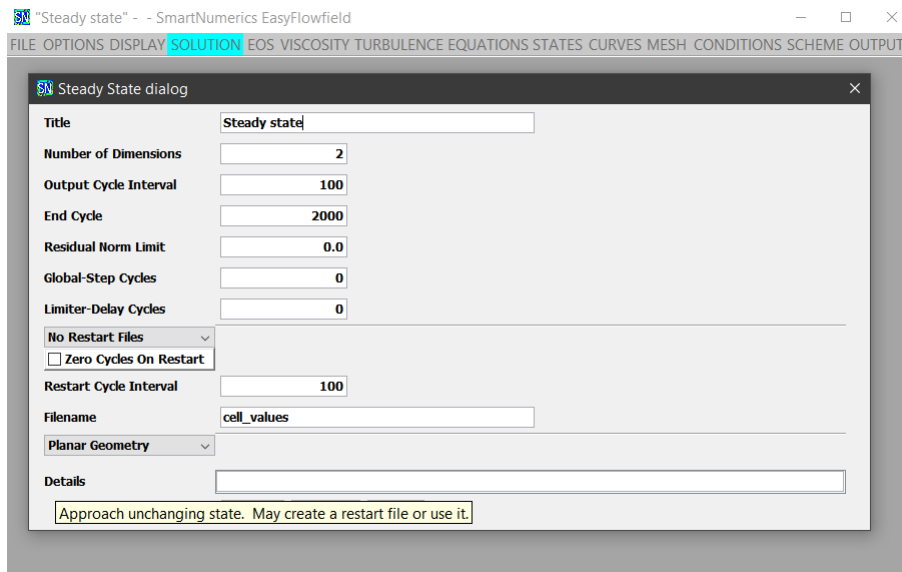 SN "Steady state" - - SmartNumerics EasyFlowfield
FILE OPTIONS DISPLAY SOLUTION EOS VISCOSITY TURBULENCE EQUATIONS STATES CURVES MESH CONDITIONS SCHEME OUTPUT
SN Steady State dialog
Title Steady state
Number of Dimensions 2
Output Cycle Interval 100
End Cycle 2000
Residual Norm Limit 0.0
Global-Step Cycles 0
Limiter-Delay Cycles 0
No Restart Files
Zero Cycles On Restart
Restart Cycle Interval 100
Filename cell_values
Planar Geometry
Details
Approach unchanging state. May create a restart file or use it.